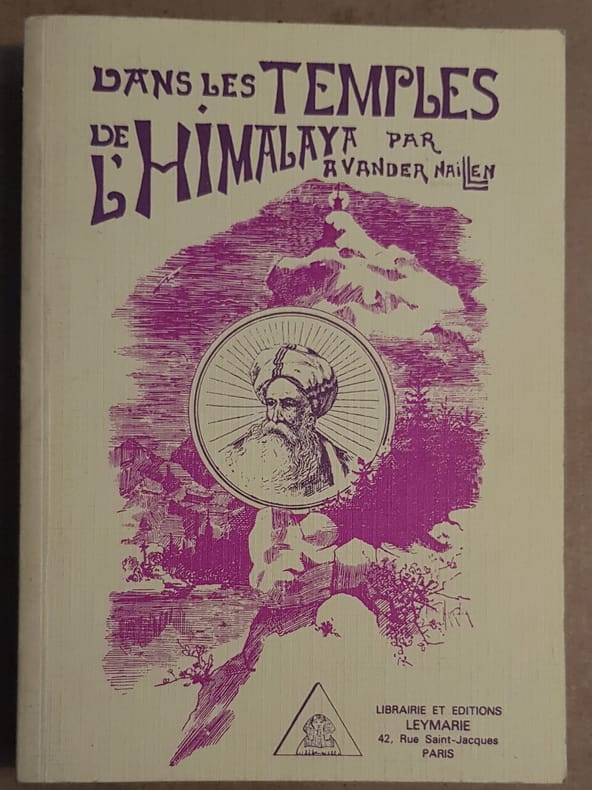 DANS LES TEMPLES
DE L'HIMALAYA PAR
A VANDER NAILLEN
LIBRAIRIE ET EDITIONS
LEYMARIE
42, Rue Saint-Jacques
PARIS